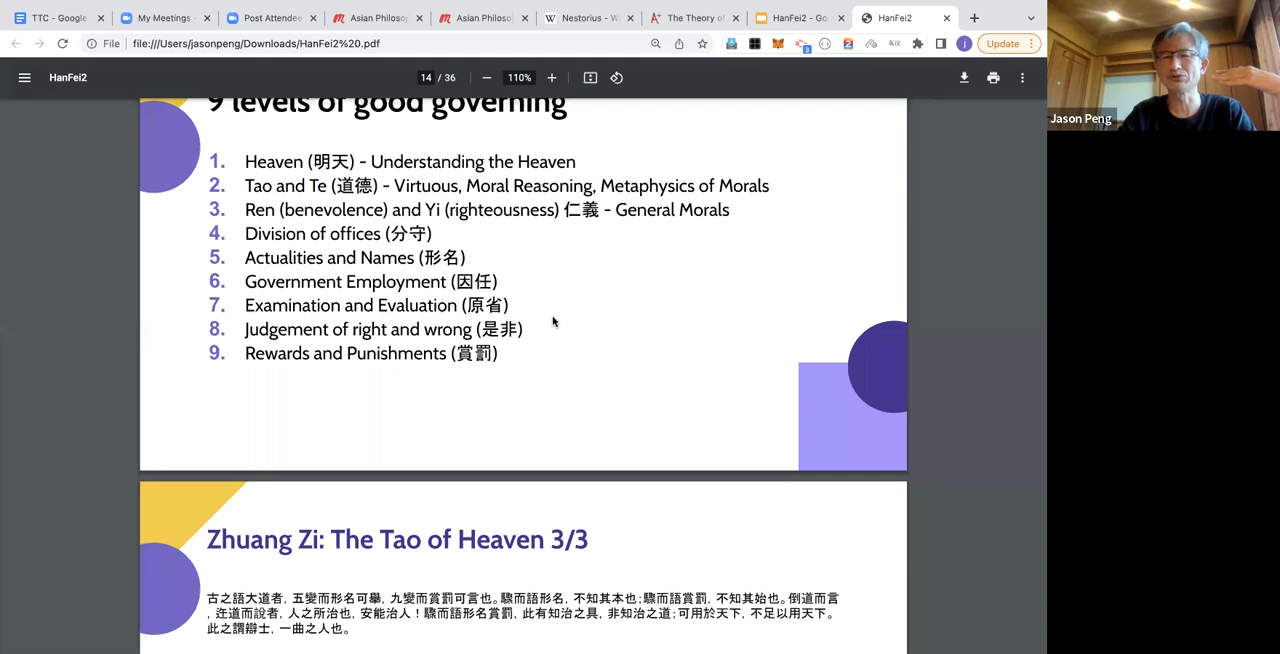 TTC - Google
My Meetings
Post Attendee
Asian Philosop
Asian Philosop
Nestorius - W
The Theory of
HanFei2 - Go
HanFei2
File
file:///Users/jasonpeng/Downloads/HanFei2%20.pdf
Update
HanFei2
14 / 36
110%
Jason Peng
9 levels of good governing
1. Heaven (明天) - Understanding the Heaven
2. Tao and Te (道德) - Virtuous, Moral Reasoning, Metaphysics of Morals
3. Ren (benevolence) and Yi (righteousness) 仁義 - General Morals
4. Division of offices (分守)
5. Actualities and Names (形名)
6. Government Employment (因任)
7. Examination and Evaluation (原省)
8. Judgement of right and wrong (是非)
9. Rewards and Punishments (賞罰)
Zhuang Zi: The Tao of Heaven 3/3
古之語大道者, 五變而形名可舉, 九變而賞罰可言也。驟而語形名, 不知其本也; 驟而語賞罰, 不知其始也。倒道而言
, 迕道而說者, 人之所治也, 安能治人！驟而語形名賞罰, 此有知治之具, 非知治之道; 可用於天下, 不足以用天下。
此之謂辯士, 一曲之人也。